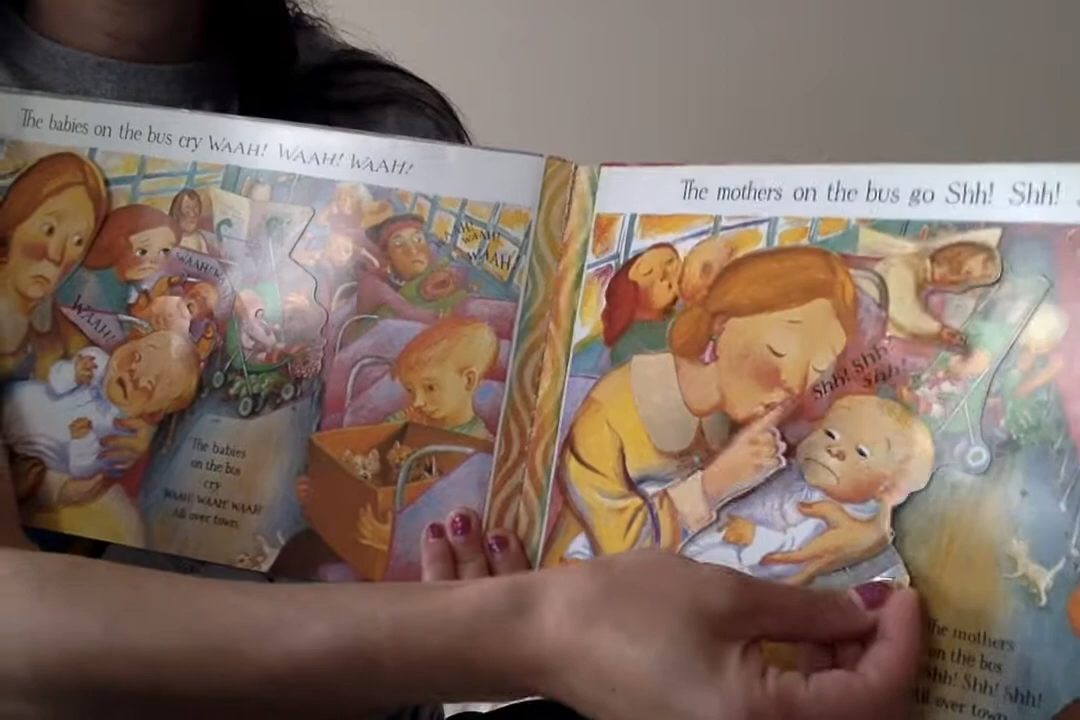 The babies on the bus cry WAAH! WAAH! WAAH!
WAAH!
WAAH!
WAAH!
WAAH!
WAAH!
The babies
on the bus
cry
WAAH! WAAH! WAAH!
All over town.
The mothers on the bus go Shh! Shh!
Shh! Shh!
Shh!
The mothers
on the bus
Shh! Shh! Shh!
All over town